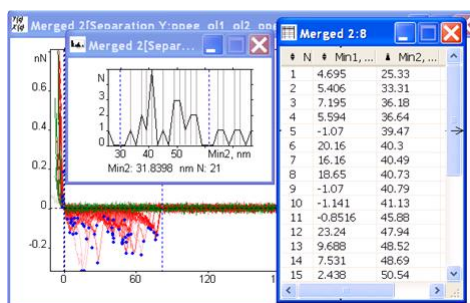 Merged 2[Separation Y:
nN
0.6
0.4
0.2
0
-0.2
0
60
120
Merged 2[Separ...
N
4
3
2
1
0
30
40
50
Min2, nm
Min2: 31.8398 nm N: 21
Merged 2:8
N Min1, ... Min2, ...
1 4.695 25.33
2 5.406 33.31
3 7.195 36.18
4 5.594 36.64
5 -1.07 39.47
6 20.16 40.3
7 16.16 40.49
8 18.65 40.73
9 -1.07 40.79
10 -1.141 41.13
11 -0.8516 45.88
12 23.24 47.94
13 9.688 48.52
14 7.531 48.69
15 2.438 50.54